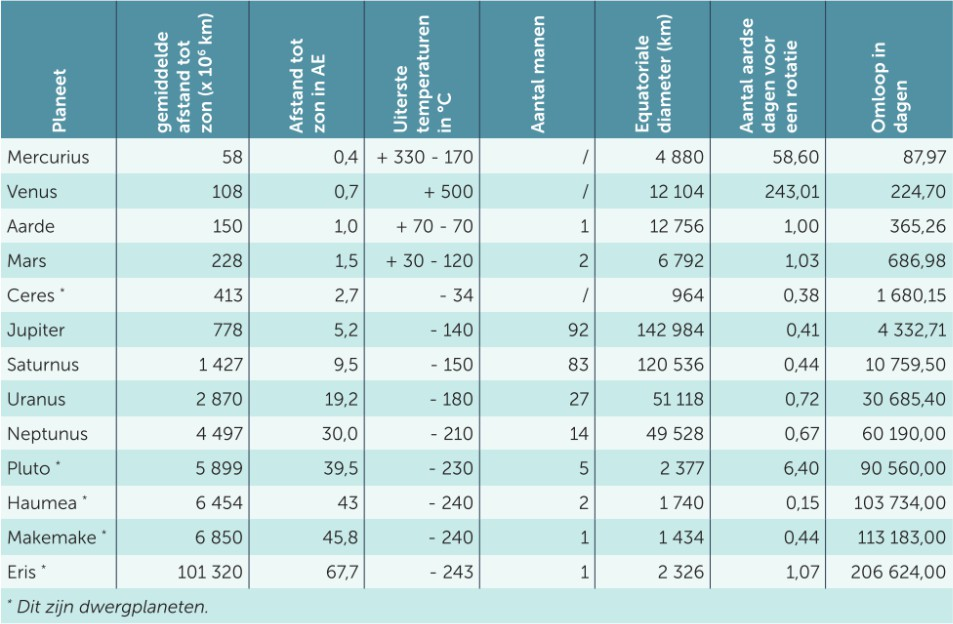 Planeet gemiddelde afstand tot zon (x 10⁶ km) Afstand tot zon in AE Uiterste temperaturen in °C Aantal manen Equatoriale diameter (km) Aantal aardse dagen voor een rotatie Omloop in dagen
Mercurius 58 0,4 + 330 - 170 / 4 880 58,60 87,97
Venus 108 0,7 + 500 / 12 104 243,01 224,70
Aarde 150 1,0 + 70 - 70 1 12 756 1,00 365,26
Mars 228 1,5 + 30 - 120 2 6 792 1,03 686,98
Ceres * 413 2,7 - 34 / 964 0,38 1 680,15
Jupiter 778 5,2 - 140 92 142 984 0,41 4 332,71
Saturnus 1 427 9,5 - 150 83 120 536 0,44 10 759,50
Uranus 2 870 19,2 - 180 27 51 118 0,72 30 685,40
Neptunus 4 497 30,0 - 210 14 49 528 0,67 60 190,00
Pluto * 5 899 39,5 - 230 5 2 377 6,40 90 560,00
Haumea * 6 454 43 - 240 2 1 740 0,15 103 734,00
Makemake * 6 850 45,8 - 240 1 1 434 0,44 113 183,00
Eris * 101 320 67,7 - 243 1 2 326 1,07 206 624,00
* Dit zijn dwergplaneten.